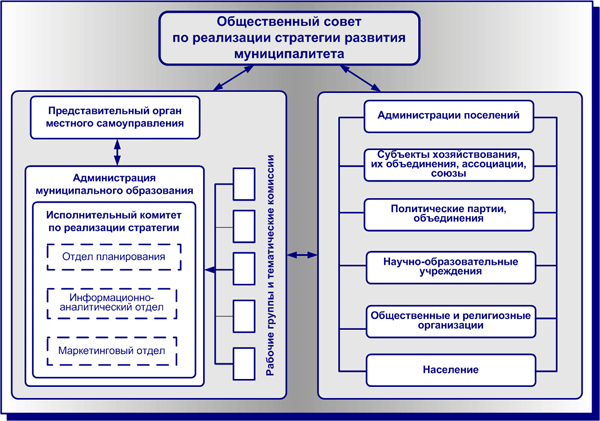 Общественный совет
по реализации стратегии развития
муниципалитета
Представительный орган
местного самоуправления
Администрация
муниципального образования
Исполнительный комитет
по реализации стратегии
Отдел планирования
Информационно-
аналитический отдел
Маркетинговый отдел
Рабочие группы и тематические комиссии
Администрации поселений
Субъекты хозяйствования,
их объединения, ассоциации,
союзы
Политические партии,
объединения
Научно-образовательные
учреждения
Общественные и религиозные
организации
Население